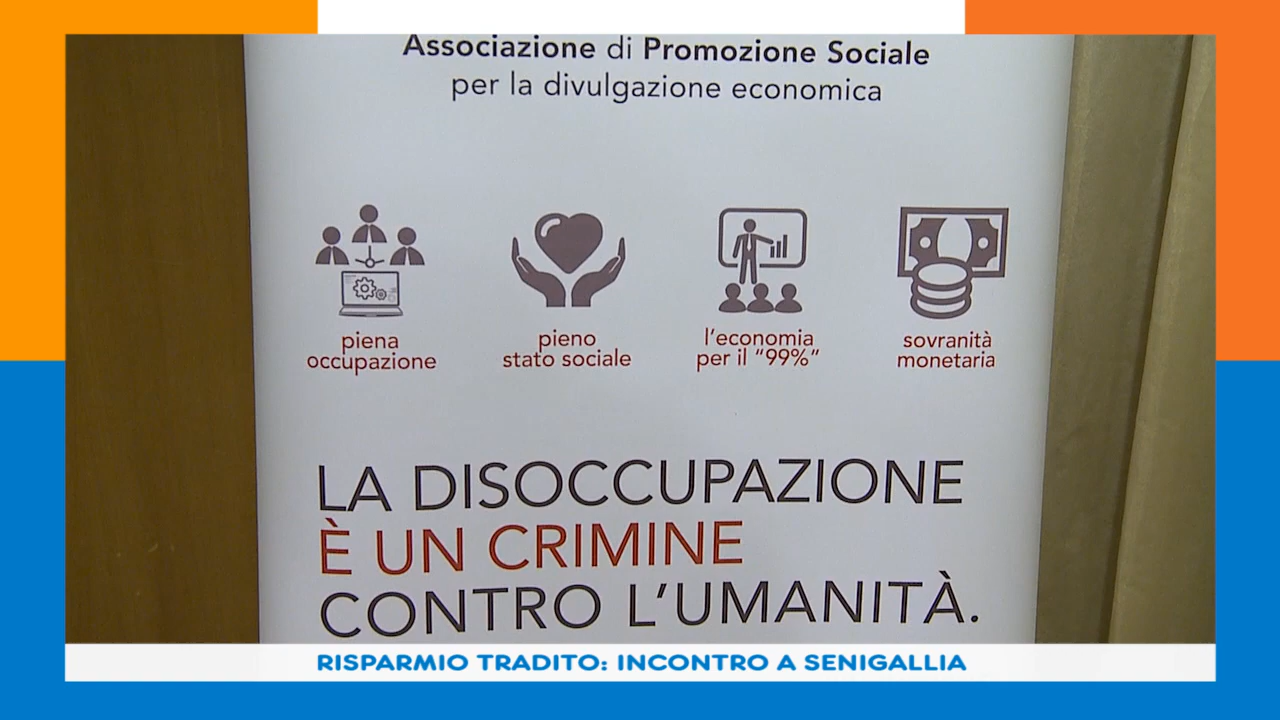 Associazione di Promozione Sociale
per la divulgazione economica
piena
occupazione
pieno
stato sociale
l'economia
per il "99%"
sovranità
monetaria
LA DISOCCUPAZIONE
È UN CRIMINE
CONTRO L'UMANITÀ.
RISPARMIO TRADITO: INCONTRO A SENIGALLIA